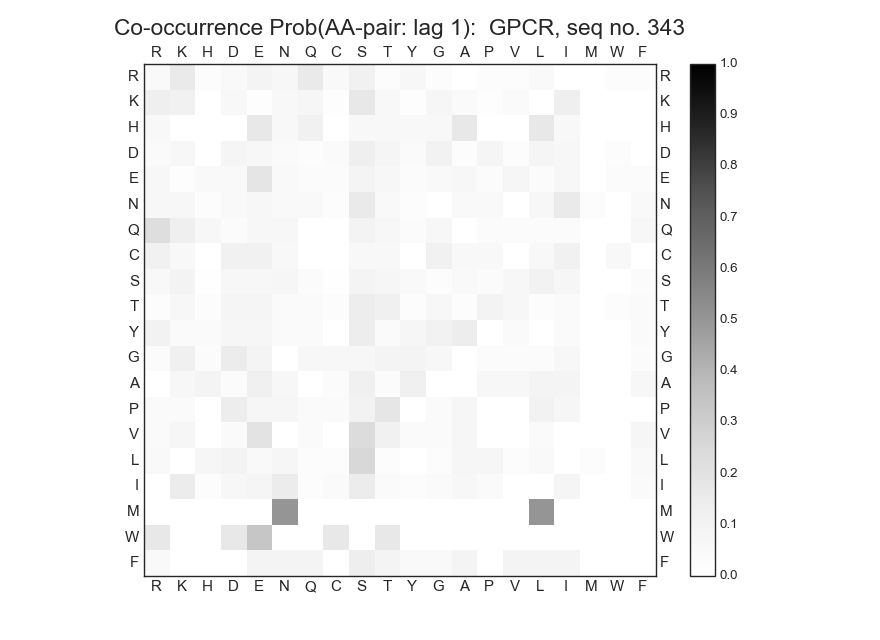 Co-occurrence Prob(AA-pair: lag 1):  GPCR, seq no. 343
R K H D E N Q C S T Y G A P V L I M W F
1.0
R R
K K
0.9
H H
0.8
D D
E E
0.7
N N
Q Q
0.6
C C
S S
T T
0.5
Y Y
G G
0.4
A A
P P
0.3
V V
L L
0.2
I I
M M
0.1
W W
F F
0.0
R K H D E N Q C S T Y G A P V L I M W F